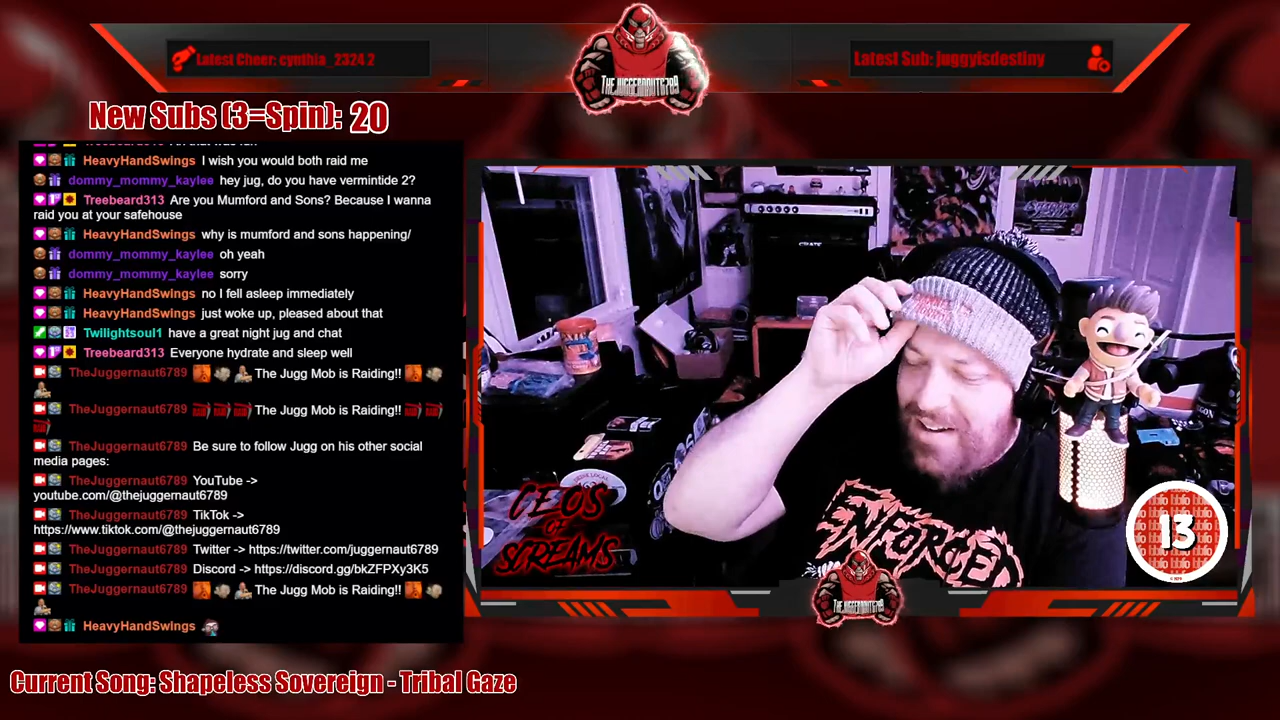 Latest Cheer: cynthia_2324 2
THEJUGGERNAUT6789
Latest Sub: juggyisdestiny
New Subs (3=Spin): 20
HeavyHandSwings I wish you would both raid me
dommy_mommy_kaylee hey jug, do you have vermintide 2?
Treebeard313 Are you Mumford and Sons? Because I wanna
raid you at your safehouse
HeavyHandSwings why is mumford and sons happening/
dommy_mommy_kaylee oh yeah
dommy_mommy_kaylee sorry
HeavyHandSwings no I fell asleep immediately
HeavyHandSwings just woke up, pleased about that
Twilightsoul1 have a great night jug and chat
Treebeard313 Everyone hydrate and sleep well
TheJuggernaut6789 The Jugg Mob is Raiding!!
TheJuggernaut6789 The Jugg Mob is Raiding!!
TheJuggernaut6789 Be sure to follow Jugg on his other social
media pages:
TheJuggernaut6789 YouTube ->
youtube.com/@thejuggernaut6789
TheJuggernaut6789 TikTok ->
https://www.tiktok.com/@thejuggernaut6789
TheJuggernaut6789 Twitter -> https://twitter.com/juggernaut6789
TheJuggernaut6789 Discord -> https://discord.gg/bkZFPXy3K5
TheJuggernaut6789 The Jugg Mob is Raiding!!
HeavyHandSwings
CRATE
CEO'S
OF
SCREAMS
ENFORCED
13
THEJUGGERNAUT6789
Current Song: Shapeless Sovereign - Tribal Gaze